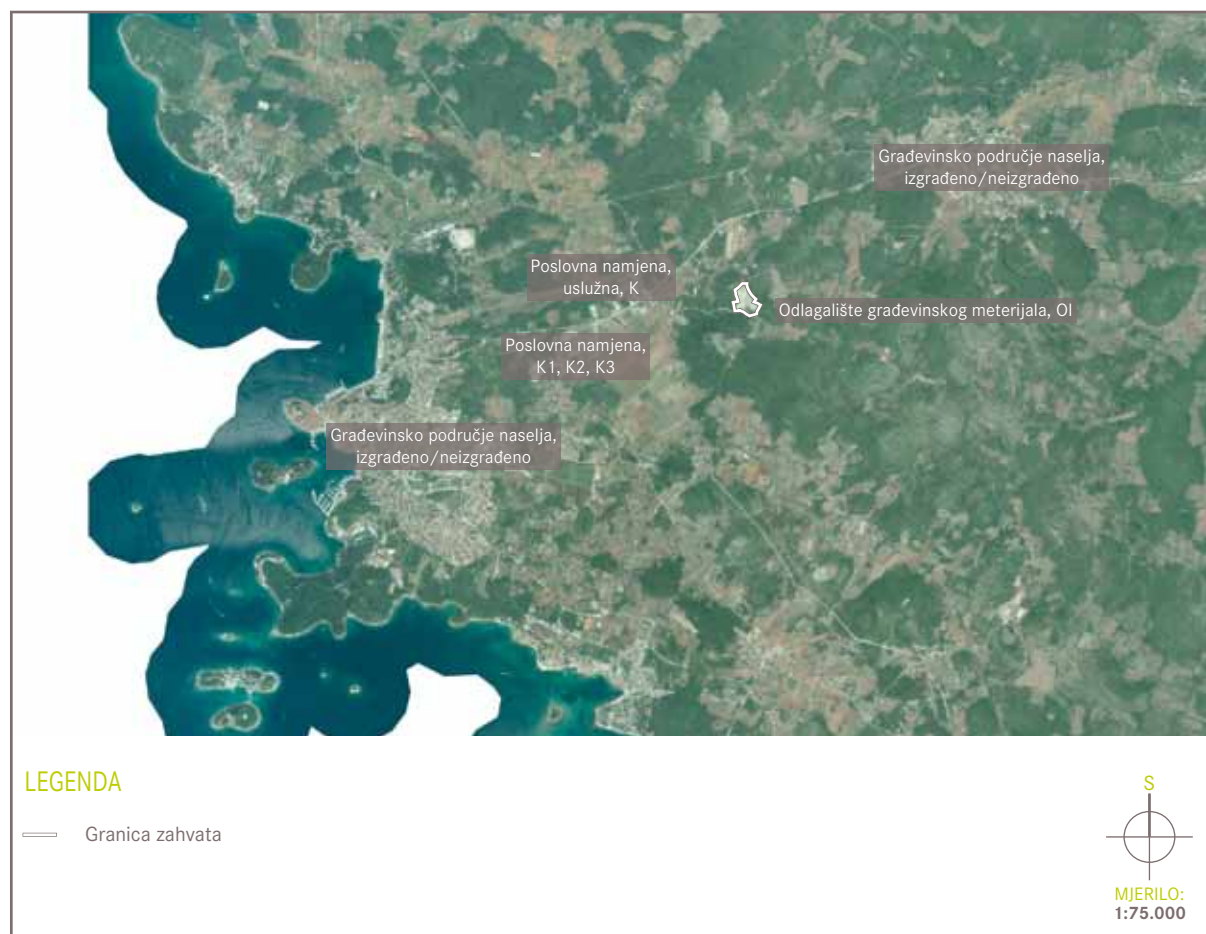 Građevinsko područje naselja,
izgrađeno/neizgrađeno
Poslovna namjena,
uslužna, K
Odlagalište građevinskog meterijala, Ol
Poslovna namjena,
K1, K2, K3
Građevinsko područje naselja,
izgrađeno/neizgrađeno
LEGENDA
Granica zahvata
S
MJERILO:
1:75.000